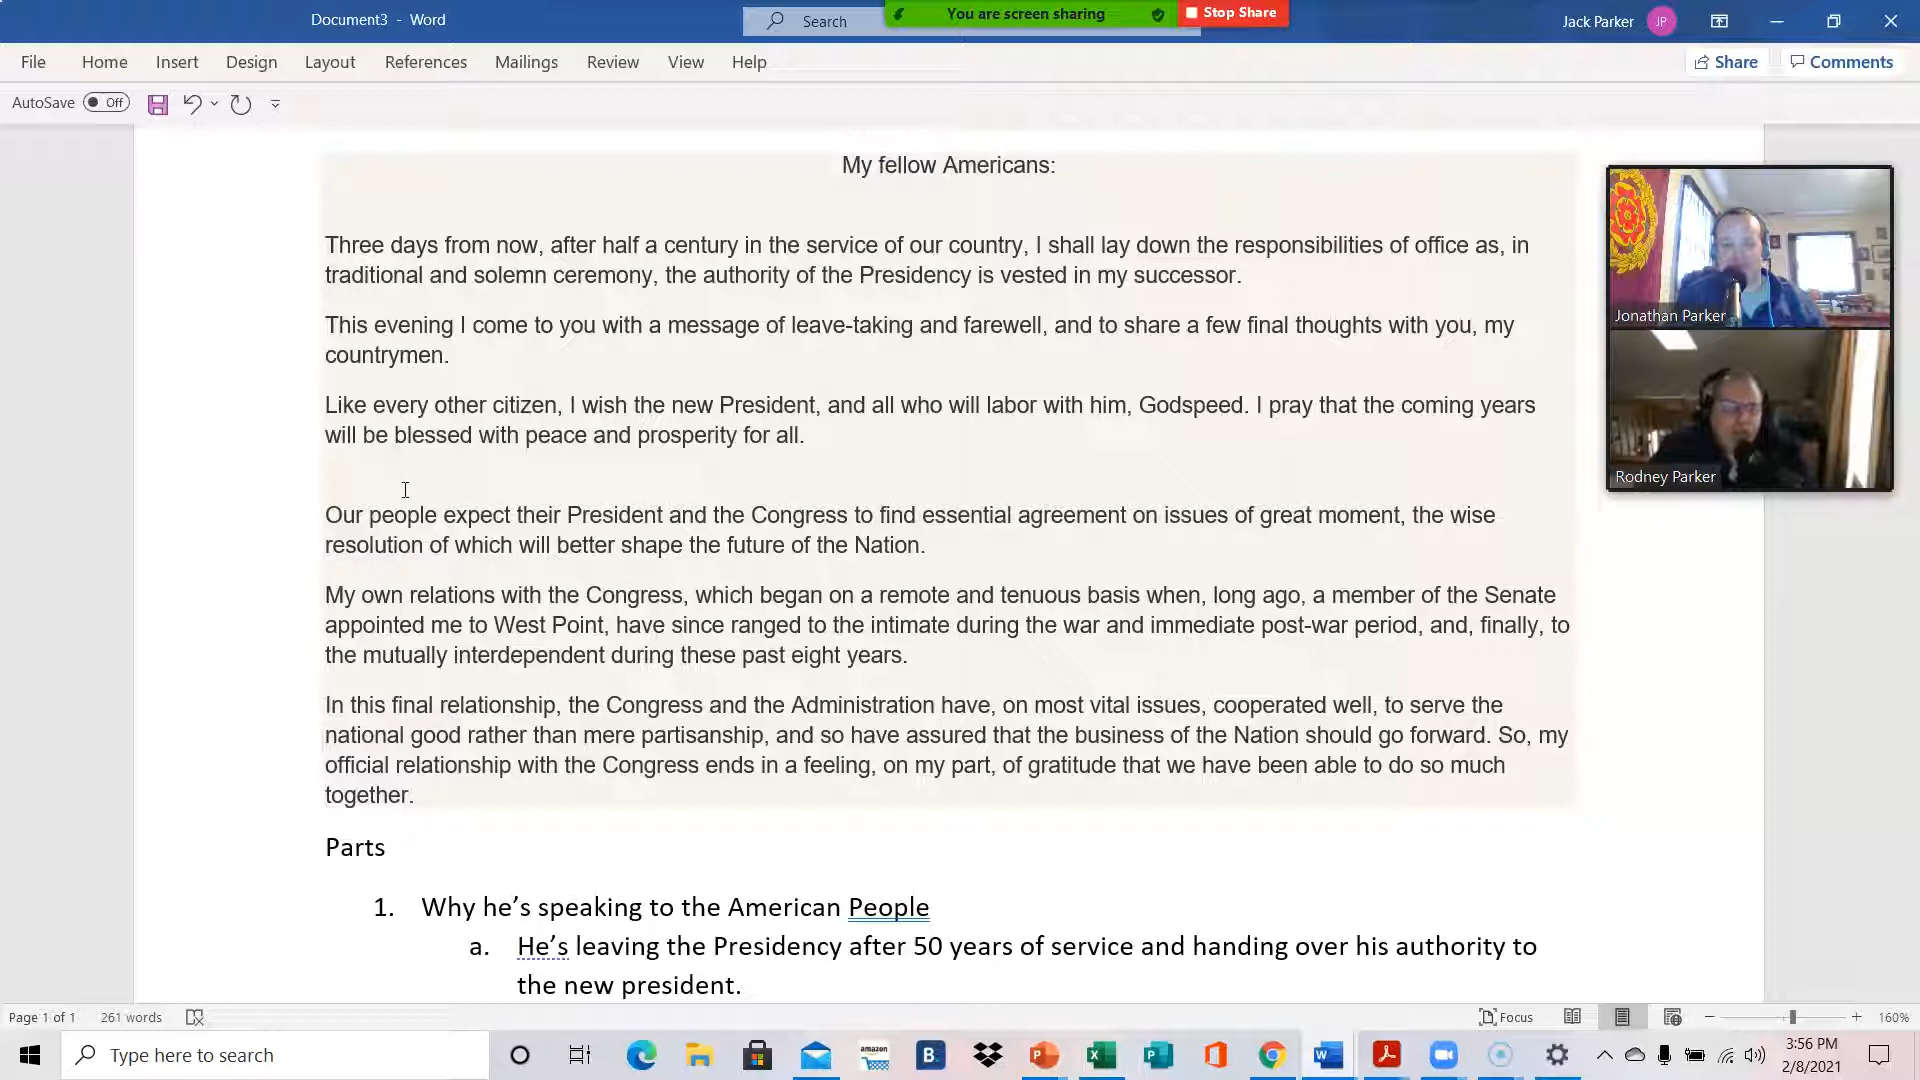 Document3 - Word
Search
You are screen sharing
Stop Share
Jack Parker
JP
File
Home
Insert
Design
Layout
References
Mailings
Review
View
Help
Share
Comments
AutoSave
Off
My fellow Americans:
Three days from now, after half a century in the service of our country, I shall lay down the responsibilities of office as, in
traditional and solemn ceremony, the authority of the Presidency is vested in my successor.
This evening I come to you with a message of leave-taking and farewell, and to share a few final thoughts with you, my
countrymen.
Like every other citizen, I wish the new President, and all who will labor with him, Godspeed. I pray that the coming years
will be blessed with peace and prosperity for all.
Our people expect their President and the Congress to find essential agreement on issues of great moment, the wise
resolution of which will better shape the future of the Nation.
My own relations with the Congress, which began on a remote and tenuous basis when, long ago, a member of the Senate
appointed me to West Point, have since ranged to the intimate during the war and immediate post-war period, and, finally, to
the mutually interdependent during these past eight years.
In this final relationship, the Congress and the Administration have, on most vital issues, cooperated well, to serve the
national good rather than mere partisanship, and so have assured that the business of the Nation should go forward. So, my
official relationship with the Congress ends in a feeling, on my part, of gratitude that we have been able to do so much
together.
Parts
1. Why he's speaking to the American People
a. He's leaving the Presidency after 50 years of service and handing over his authority to
the new president.
Jonathan Parker
Rodney Parker
Page 1 of 1
261 words
Focus
160%
Type here to search
amazon
B.
3:56 PM
2/8/2021